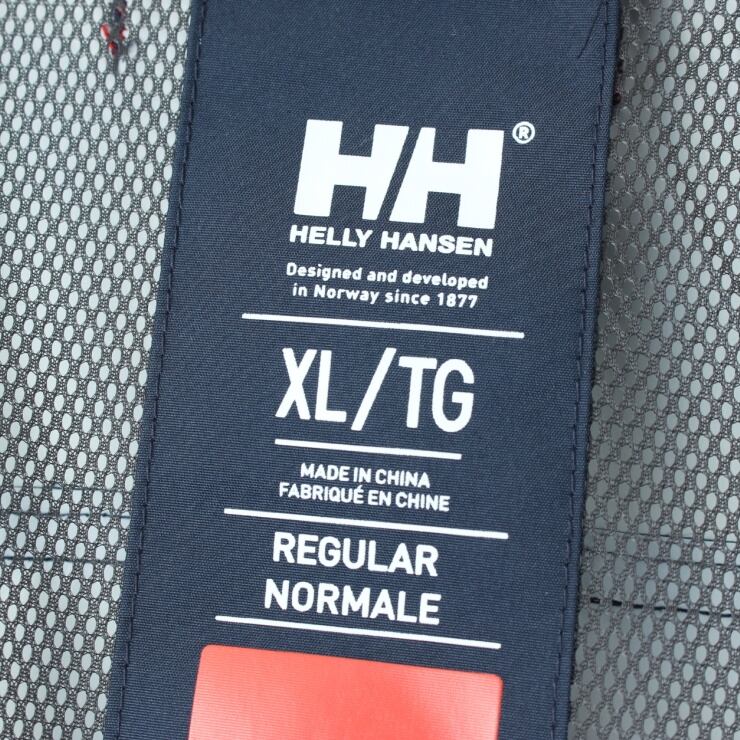 HH®
HELLY HANSEN
Designed and developed
in Norway since 1877
XL/TG
MADE IN CHINA
FABRIQUÉ EN CHINE
REGULAR
NORMALE